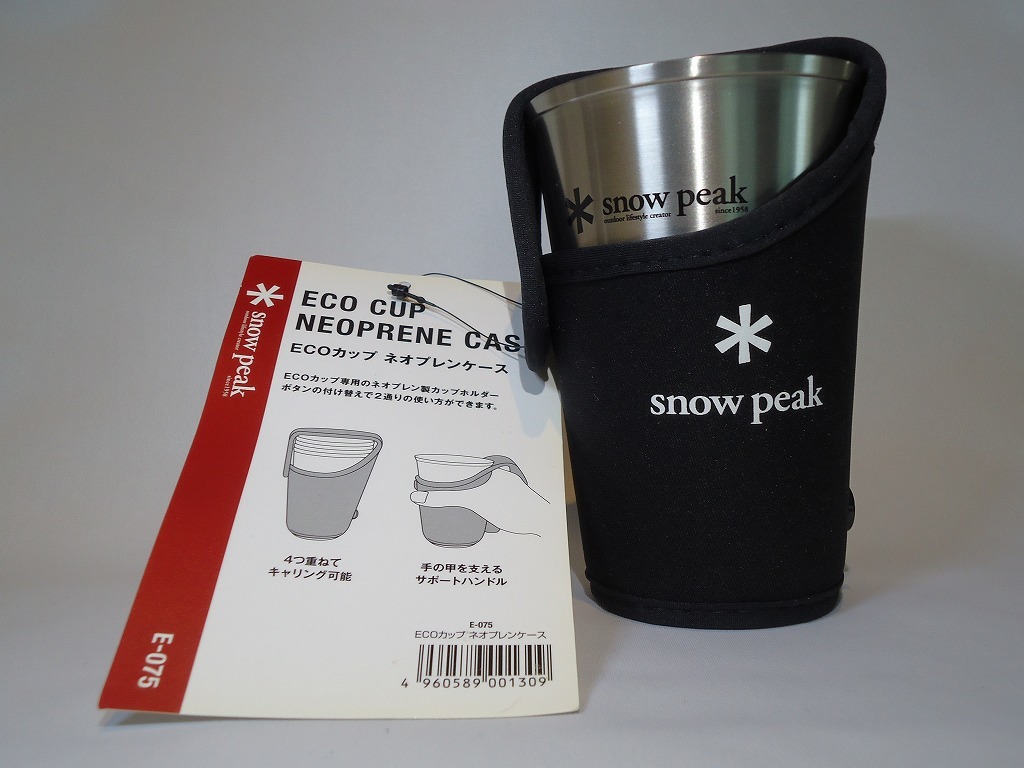 snow peak
outdoor lifestyle creator since1958
snow peak
snow peak
outdoor lifestyle creator since1958
E-075
ECO CUP
NEOPRENE CAS
ECOカップ ネオプレンケース
ECOカップ専用のネオプレン製カップホルダー
ボタンの付け替えで2通りの使い方ができます。
4つ重ねて
キャリング可能
手の甲を支える
サポートハンドル
E-075
ECOカップ ネオプレンケース
4 960589 001309